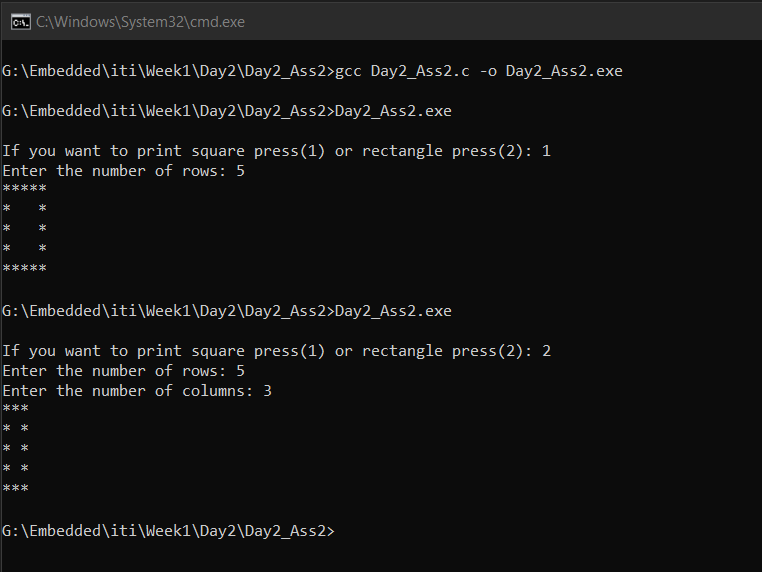 C:\Windows\System32\cmd.exe
G:\Embedded\iti\Week1\Day2\Day2_Ass2>gcc Day2_Ass2.c -o Day2_Ass2.exe
G:\Embedded\iti\Week1\Day2\Day2_Ass2>Day2_Ass2.exe
If you want to print square press(1) or rectangle press(2): 1
Enter the number of rows: 5
*****
*   *
*   *
*   *
*****
G:\Embedded\iti\Week1\Day2\Day2_Ass2>Day2_Ass2.exe
If you want to print square press(1) or rectangle press(2): 2
Enter the number of rows: 5
Enter the number of columns: 3
***
* *
* *
* *
***
G:\Embedded\iti\Week1\Day2\Day2_Ass2>